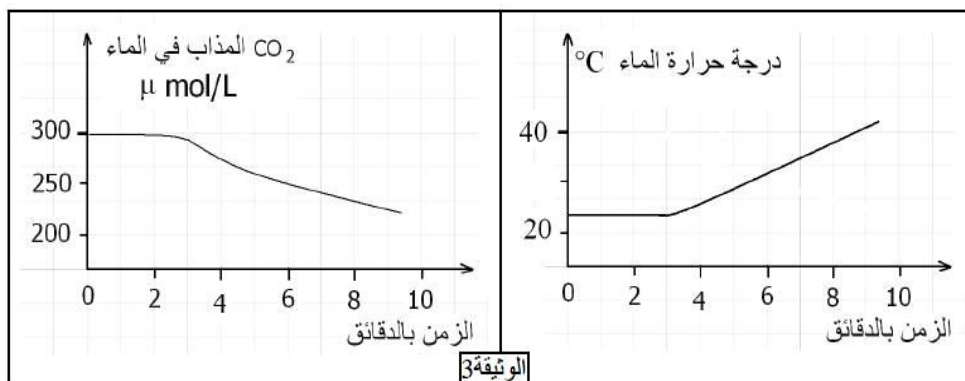 CO₂ المذاب في الماء
μ mol/L
300
250
200
0 2 4 6 8 10
الزمن بالدقائق
درجة حرارة الماء °C
40
20
0 2 4 6 8 10
الزمن بالدقائق
الوثيقة3